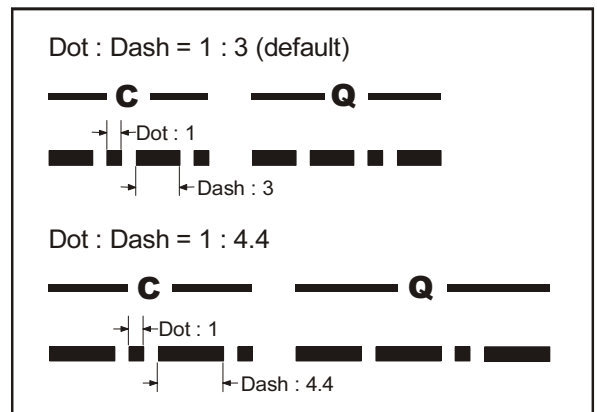 Dot : Dash = 1 : 3 (default)
C Q
Dot : 1
Dash : 3
Dot : Dash = 1 : 4.4
C Q
Dot : 1
Dash : 4.4